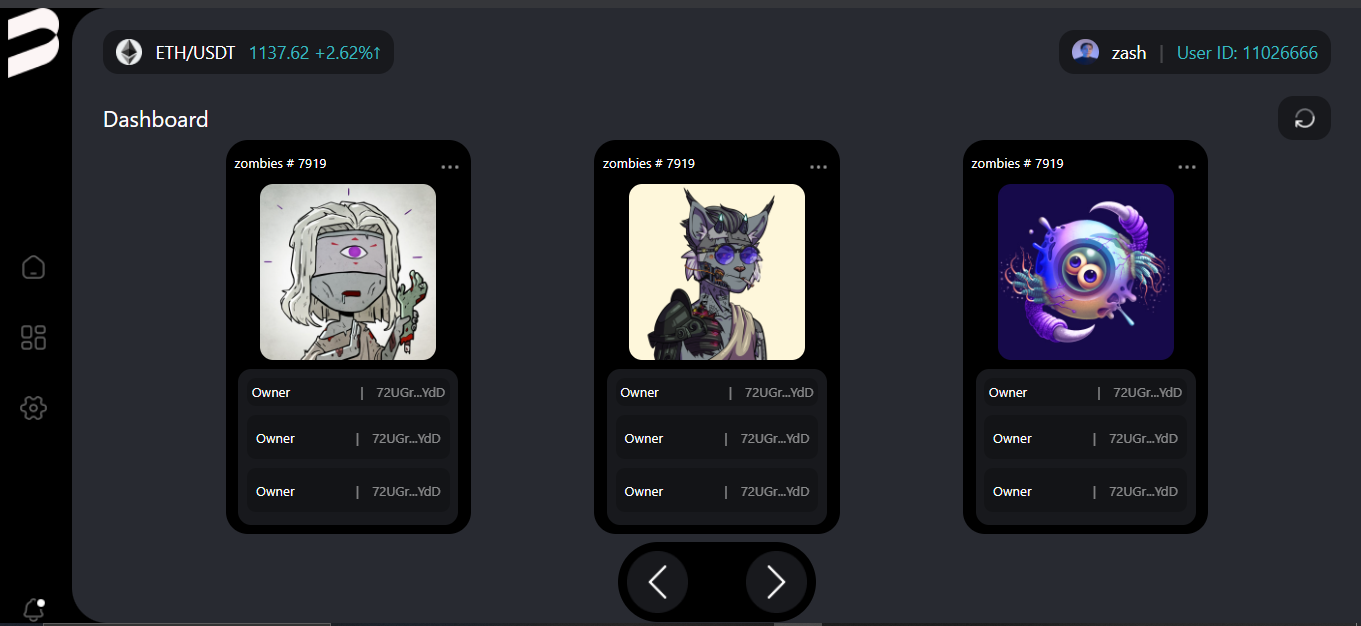 ETH/USDT 1137.62 +2.62%↑
zash | User ID: 11026666
Dashboard
zombies # 7919
Owner | 72UGr...YdD
Owner | 72UGr...YdD
Owner | 72UGr...YdD
zombies # 7919
Owner | 72UGr...YdD
Owner | 72UGr...YdD
Owner | 72UGr...YdD
zombies # 7919
Owner | 72UGr...YdD
Owner | 72UGr...YdD
Owner | 72UGr...YdD